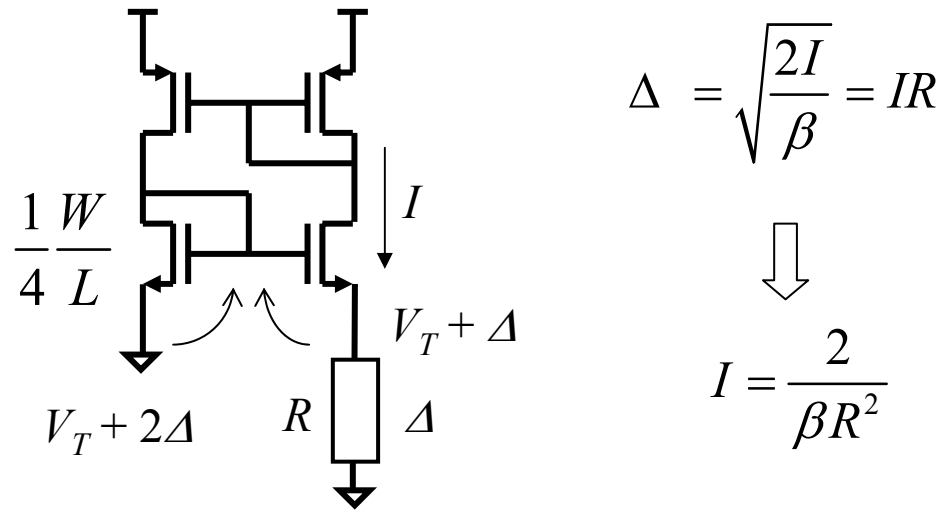 Δ = √(2I/β) = IR
1/4 W/L
I
V_T + Δ
I = 2/(βR²)
V_T + 2Δ
R
Δ